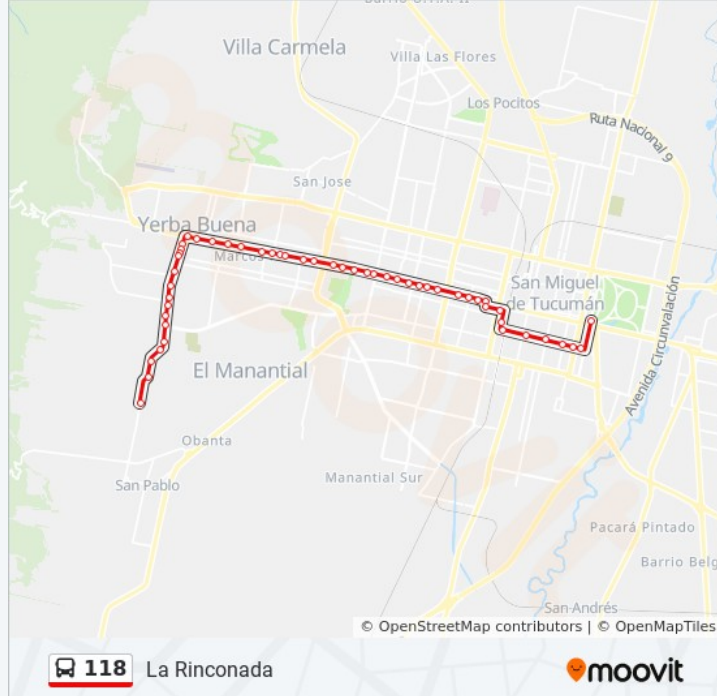 Villa Carmela
Villa Las Flores
Los Pocitos
Ruta Nacional 9
San Jose
Yerba Buena
Marcos
San Miguel
de Tucumán
Avenida Circunvalación
El Manantial
Obanta
San Pablo
Manantial Sur
Pacará Pintado
Barrio Belg
San Andrés
© OpenStreetMap contributors | © OpenMapTiles
118 La Rinconada
moovit